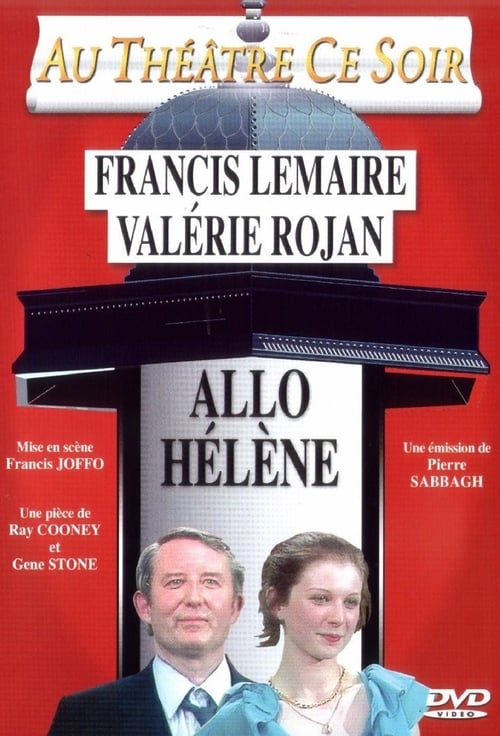 AU THÉÂTRE CE SOIR
FRANCIS LEMAIRE
VALÉRIE ROJAN
ALLO
HÉLÈNE
Mise en scène
Francis JOFFO
Une pièce de
Ray COONEY
et
Gene STONE
Une émission de
Pierre
SABBAGH
DVD
VIDEO